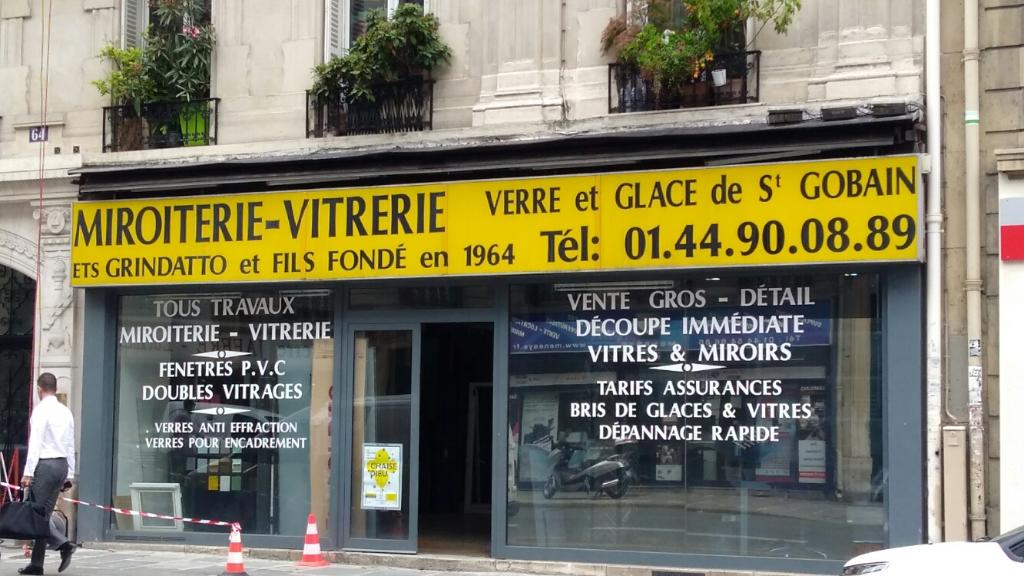 64
MIROITERIE-VITRERIE VERRE et GLACE de St GOBAIN
ETS GRINDATTO et FILS FONDÉ en 1964 Tél: 01.44.90.08.89
TOUS TRAVAUX
MIROITERIE - VITRERIE
FENETRES P.V.C
DOUBLES VITRAGES
. VERRES ANTI EFFRACTION
. VERRES POUR ENCADREMENT
CHAISE
DIEU
VENTE GROS - DÉTAIL
DÉCOUPE IMMÉDIATE
VITRES & MIROIRS
TARIFS ASSURANCES
BRIS DE GLACES & VITRES
DÉPANNAGE RAPIDE